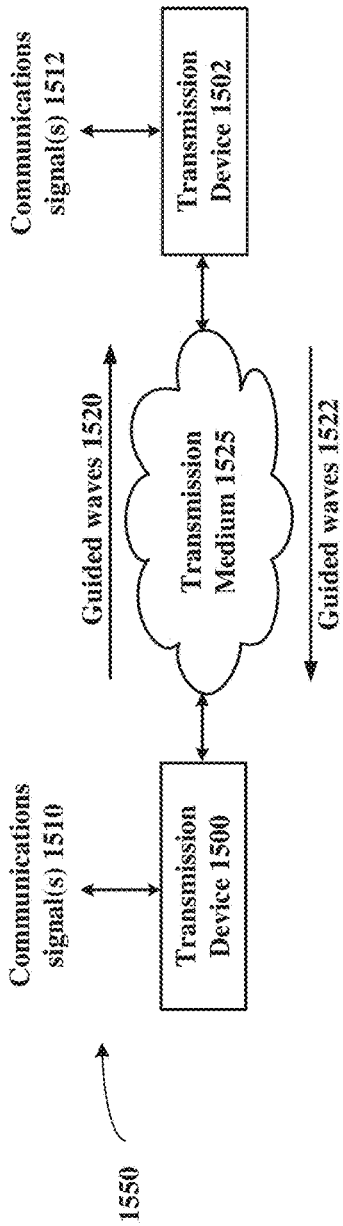 Communications
signal(s) 1510
Communications
signal(s) 1512
Guided waves 1520
Transmission
Device 1500
Transmission
Medium 1525
Transmission
Device 1502
Guided waves 1522
1550